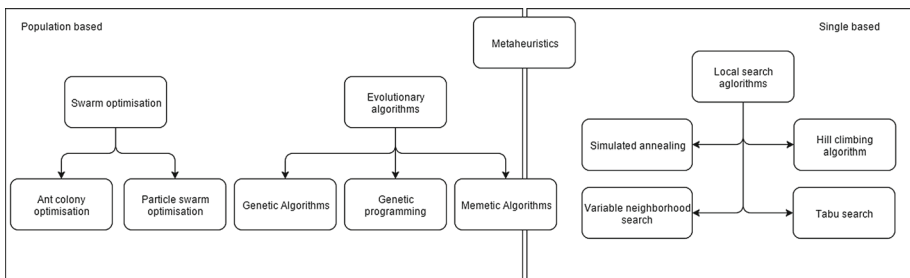 Population based
Metaheuristics
Single based
Swarm optimisation
Evolutionary
algorithms
Local search
aglorithms
Simulated annealing
Hill climbing
algorithm
Ant colony
optimisation
Particle swarm
optimisation
Genetic Algorithms
Genetic
programming
Memetic Algorithms
Variable neighborhood
search
Tabu search